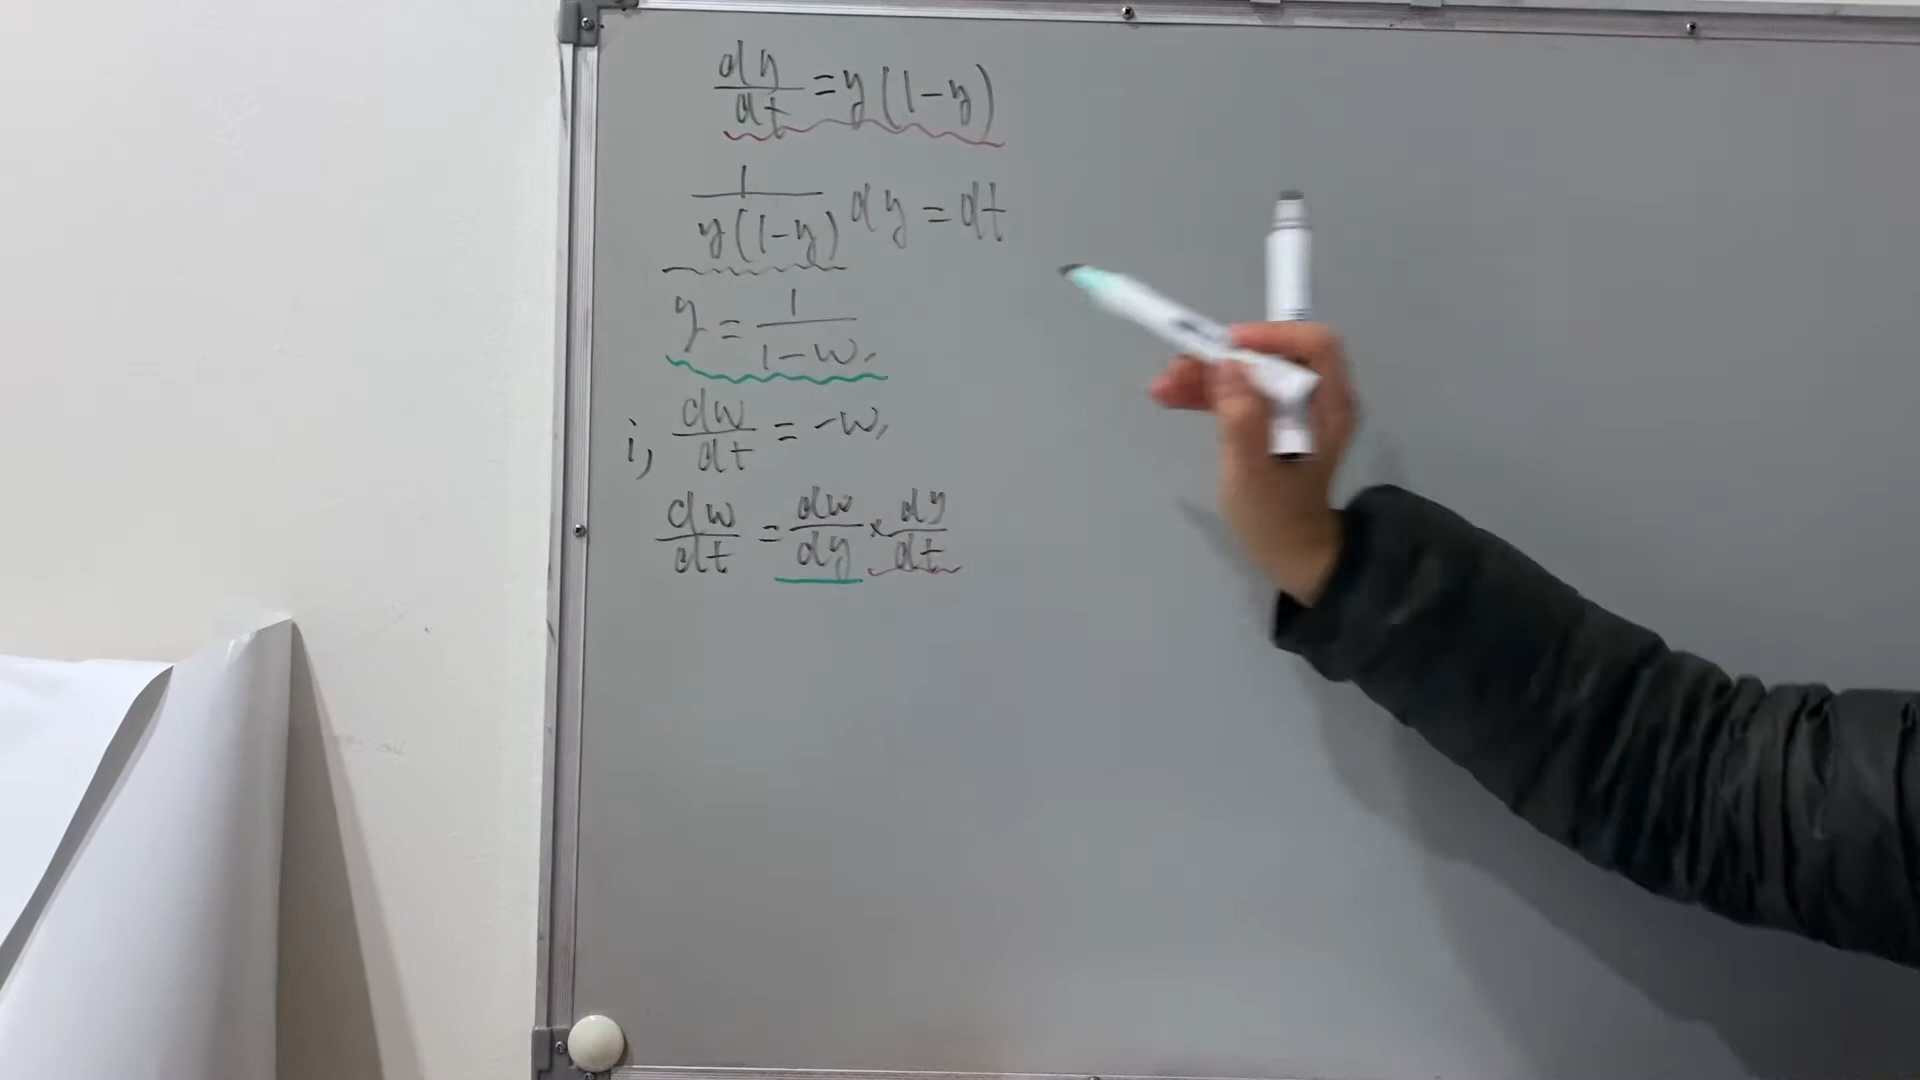 dy/dt = y(1-y)
1/y(1-y) dy = dt
y = 1/1-w,
i, dw/dt = -w,
dw/dt = dw/dy × dy/dt